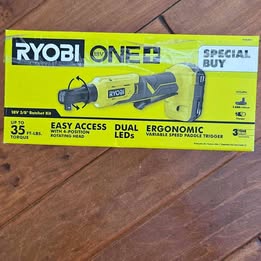 RYOBI 18V ONE+
SPECIAL
BUY
RYOBI
18V 3/8" Ratchet Kit
UP TO
35 FT-LBS.
TORQUE
EASY ACCESS
WITH 4-POSITION
ROTATING HEAD
DUAL
LEDs
ERGONOMIC
VARIABLE SPEED PADDLE TRIGGER
3 YEAR